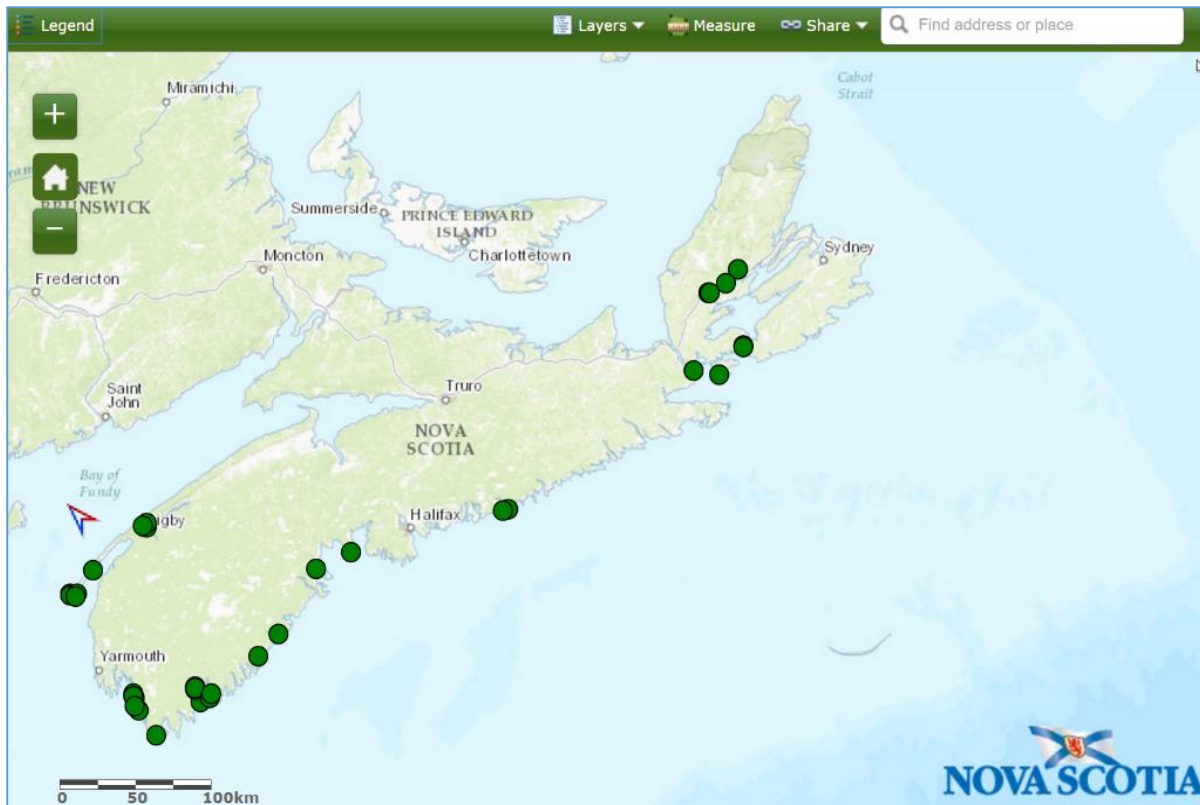 Legend
Layers
Measure
Share
Find address or place
Cabot
Strait
Miramichi
+
NEW
BRUNSWICK
−
Summerside
PRINCE EDWARD
ISLAND
Charlottetown
Sydney
Moncton
Fredericton
Saint
John
Truro
NOVA
SCOTIA
Bay of
Fundy
igby
Halifax
Yarmouth
0 50 100km
NOVA SCOTIA